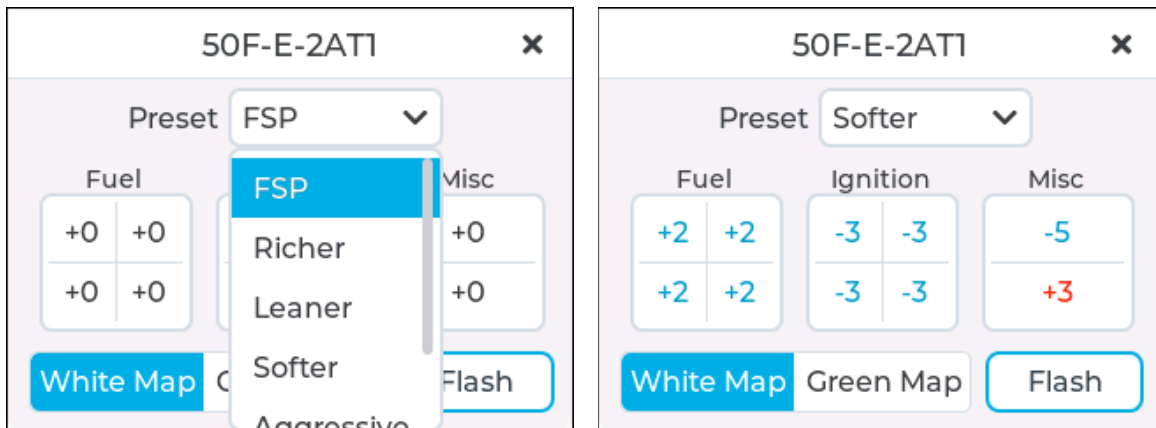 50F-E-2AT1 ×
Preset FSP
Fuel Misc
FSP
+0 +0 +0
Richer
+0 +0 +0
Leaner
Softer
White Map Flash
Aggressive
50F-E-2AT1 ×
Preset Softer
Fuel Ignition Misc
+2 +2 -3 -3 -5
+2 +2 -3 -3 +3
White Map Green Map Flash